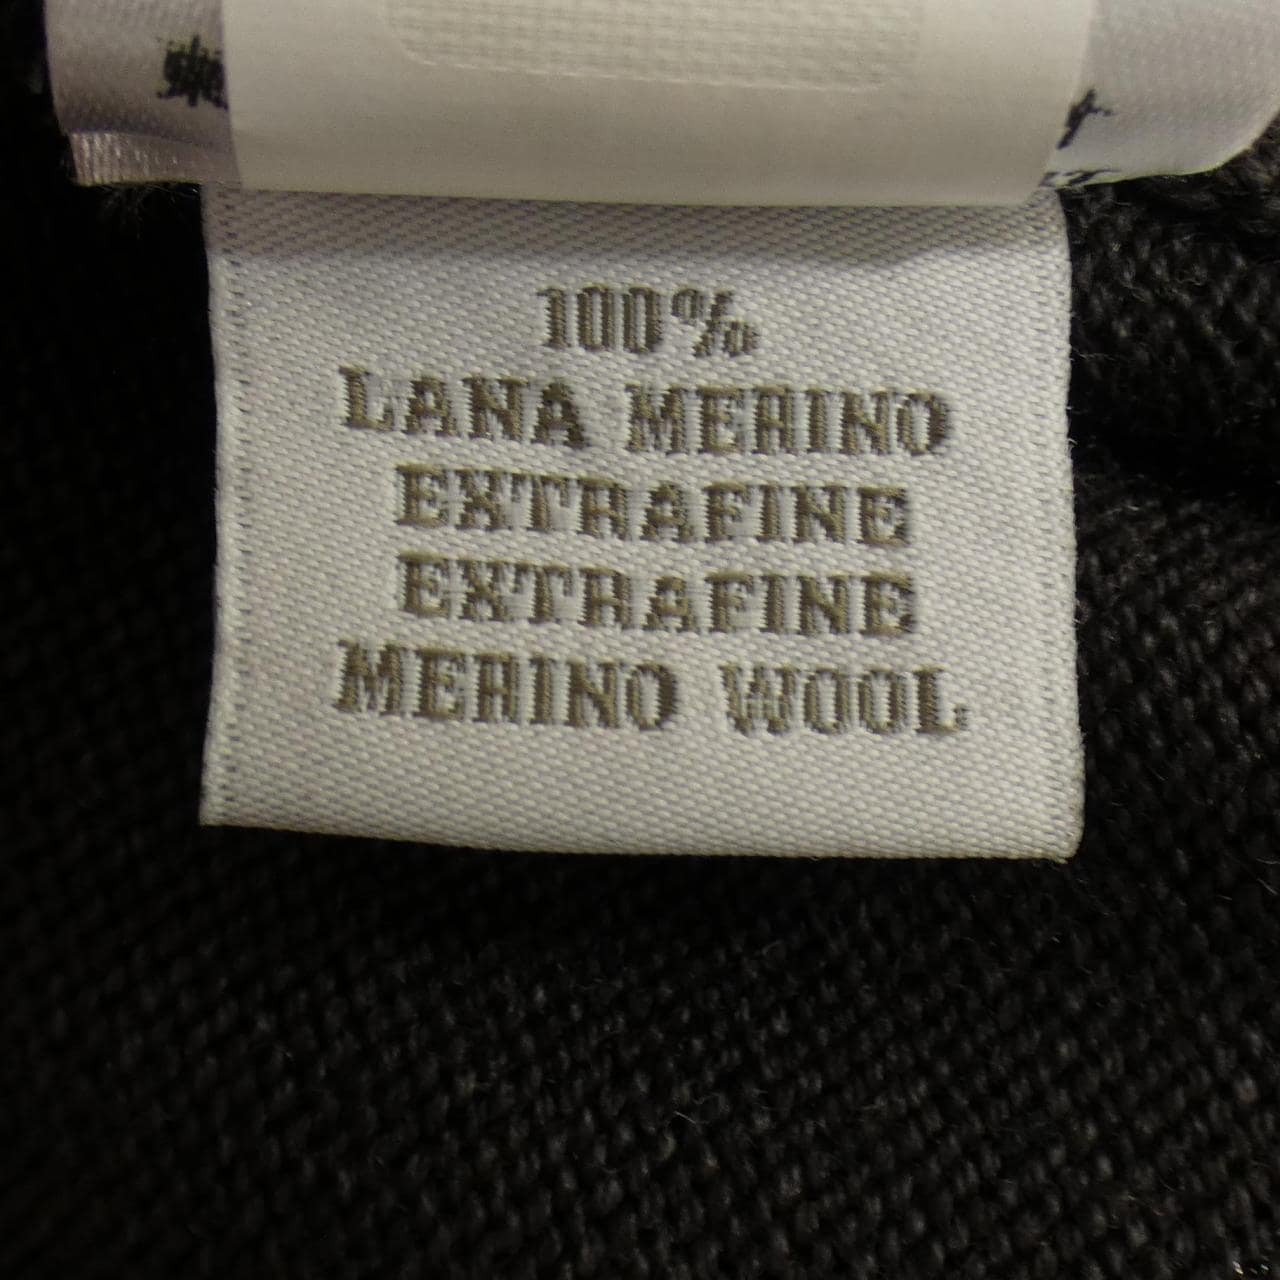 100%
LANA MERINO
EXTRAFINE
EXTRAFINE
MERINO WOOL